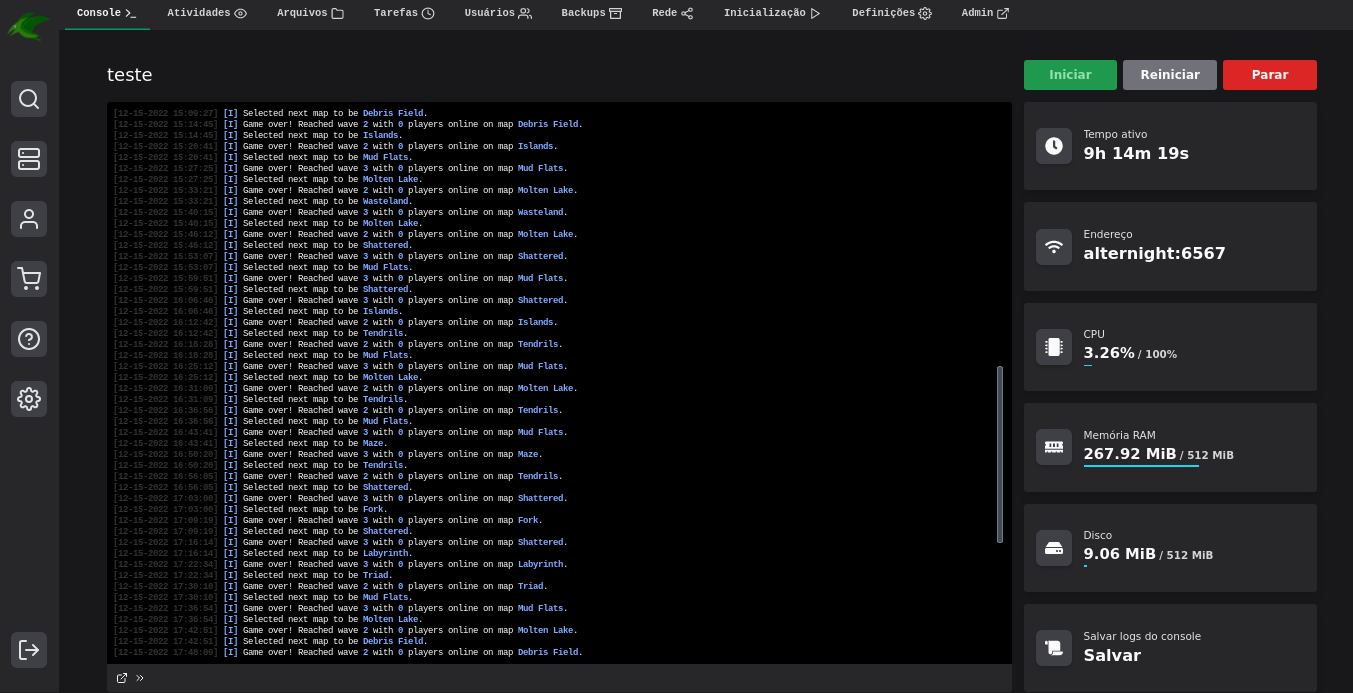 Console Atividades Arquivos Tarefas Usuários Backups Rede Inicialização Definições Admin
teste
Iniciar Reiniciar Parar
[12-15-2022 15:09:27] [I] Selected next map to be Debris Field.
[12-15-2022 15:14:45] [I] Game over! Reached wave 2 with 0 players online on map Debris Field.
[12-15-2022 15:14:45] [I] Selected next map to be Islands.
[12-15-2022 15:20:41] [I] Game over! Reached wave 2 with 0 players online on map Islands.
[12-15-2022 15:20:41] [I] Selected next map to be Mud Flats.
[12-15-2022 15:27:25] [I] Game over! Reached wave 3 with 0 players online on map Mud Flats.
[12-15-2022 15:27:25] [I] Selected next map to be Molten Lake.
[12-15-2022 15:33:21] [I] Game over! Reached wave 2 with 0 players online on map Molten Lake.
[12-15-2022 15:33:21] [I] Selected next map to be Wasteland.
[12-15-2022 15:40:15] [I] Game over! Reached wave 3 with 0 players online on map Wasteland.
[12-15-2022 15:40:15] [I] Selected next map to be Molten Lake.
[12-15-2022 15:46:12] [I] Game over! Reached wave 2 with 0 players online on map Molten Lake.
[12-15-2022 15:46:12] [I] Selected next map to be Shattered.
[12-15-2022 15:53:07] [I] Game over! Reached wave 3 with 0 players online on map Shattered.
[12-15-2022 15:53:07] [I] Selected next map to be Mud Flats.
[12-15-2022 15:59:51] [I] Game over! Reached wave 3 with 0 players online on map Mud Flats.
[12-15-2022 15:59:51] [I] Selected next map to be Shattered.
[12-15-2022 16:06:46] [I] Game over! Reached wave 3 with 0 players online on map Shattered.
[12-15-2022 16:06:46] [I] Selected next map to be Islands.
[12-15-2022 16:12:42] [I] Game over! Reached wave 2 with 0 players online on map Islands.
[12-15-2022 16:12:42] [I] Selected next map to be Tendrils.
[12-15-2022 16:18:28] [I] Game over! Reached wave 2 with 0 players online on map Tendrils.
[12-15-2022 16:18:28] [I] Selected next map to be Mud Flats.
[12-15-2022 16:25:12] [I] Game over! Reached wave 3 with 0 players online on map Mud Flats.
[12-15-2022 16:25:12] [I] Selected next map to be Molten Lake.
[12-15-2022 16:31:09] [I] Game over! Reached wave 2 with 0 players online on map Molten Lake.
[12-15-2022 16:31:09] [I] Selected next map to be Tendrils.
[12-15-2022 16:36:56] [I] Game over! Reached wave 2 with 0 players online on map Tendrils.
[12-15-2022 16:36:56] [I] Selected next map to be Mud Flats.
[12-15-2022 16:43:41] [I] Game over! Reached wave 3 with 0 players online on map Mud Flats.
[12-15-2022 16:43:41] [I] Selected next map to be Maze.
[12-15-2022 16:50:20] [I] Game over! Reached wave 3 with 0 players online on map Maze.
[12-15-2022 16:50:20] [I] Selected next map to be Tendrils.
[12-15-2022 16:56:05] [I] Game over! Reached wave 2 with 0 players online on map Tendrils.
[12-15-2022 16:56:05] [I] Selected next map to be Shattered.
[12-15-2022 17:03:00] [I] Game over! Reached wave 3 with 0 players online on map Shattered.
[12-15-2022 17:03:00] [I] Selected next map to be Fork.
[12-15-2022 17:09:19] [I] Game over! Reached wave 3 with 0 players online on map Fork.
[12-15-2022 17:09:19] [I] Selected next map to be Shattered.
[12-15-2022 17:16:14] [I] Game over! Reached wave 3 with 0 players online on map Shattered.
[12-15-2022 17:16:14] [I] Selected next map to be Labyrinth.
[12-15-2022 17:22:34] [I] Game over! Reached wave 3 with 0 players online on map Labyrinth.
[12-15-2022 17:22:34] [I] Selected next map to be Triad.
[12-15-2022 17:30:10] [I] Game over! Reached wave 2 with 0 players online on map Triad.
[12-15-2022 17:30:10] [I] Selected next map to be Mud Flats.
[12-15-2022 17:36:54] [I] Game over! Reached wave 3 with 0 players online on map Mud Flats.
[12-15-2022 17:36:54] [I] Selected next map to be Molten Lake.
[12-15-2022 17:42:51] [I] Game over! Reached wave 2 with 0 players online on map Molten Lake.
[12-15-2022 17:42:51] [I] Selected next map to be Debris Field.
[12-15-2022 17:48:09] [I] Game over! Reached wave 2 with 0 players online on map Debris Field.
Tempo ativo
9h 14m 19s
Endereço
alternight:6567
CPU
3.26% / 100%
Memória RAM
267.92 MiB / 512 MiB
Disco
9.06 MiB / 512 MiB
Salvar logs do console
Salvar